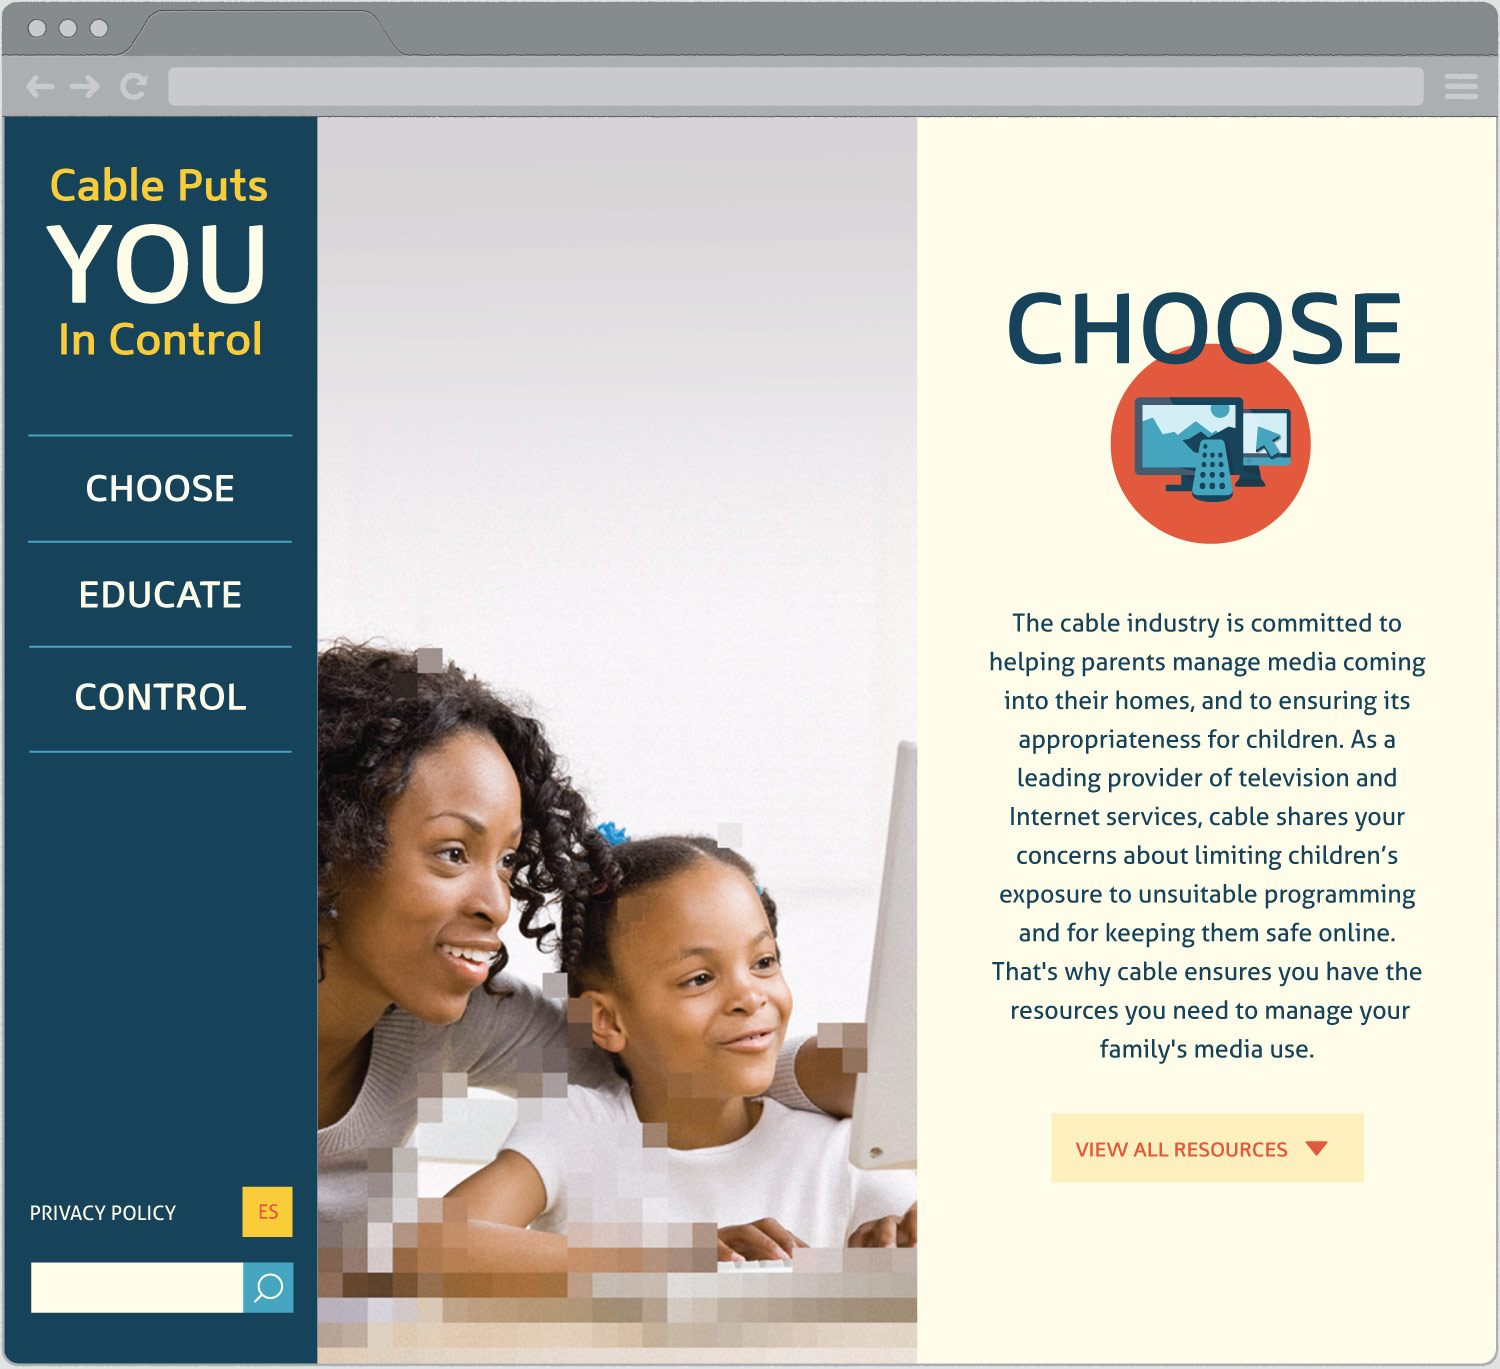 Cable Puts
YOU
In Control
CHOOSE
EDUCATE
CONTROL
PRIVACY POLICY
ES
CHOOSE
The cable industry is committed to
helping parents manage media coming
into their homes, and to ensuring its
appropriateness for children. As a
leading provider of television and
Internet services, cable shares your
concerns about limiting children’s
exposure to unsuitable programming
and for keeping them safe online.
That's why cable ensures you have the
resources you need to manage your
family's media use.
VIEW ALL RESOURCES